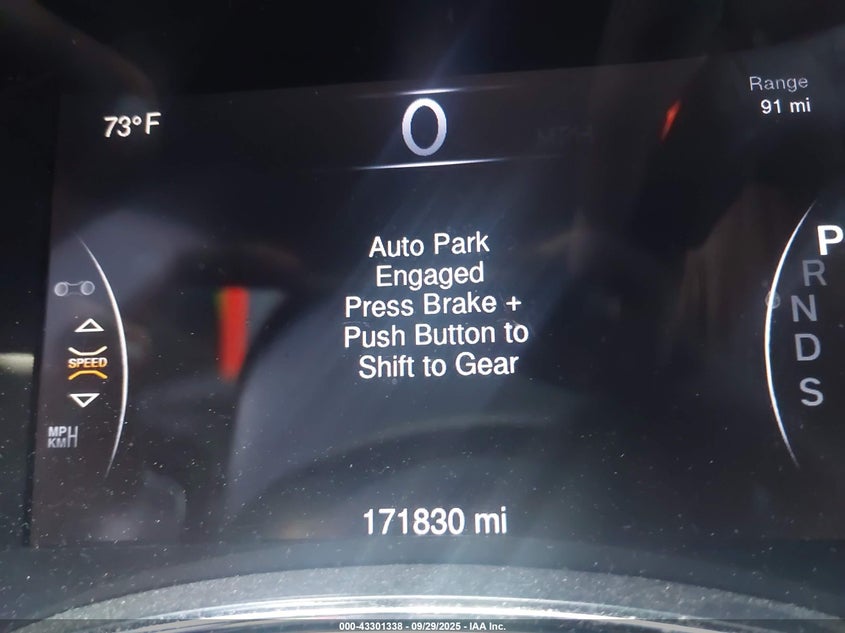 Range
91 mi
73°F
0
Auto Park
Engaged
Press Brake +
Push Button to
Shift to Gear
P
R
N
D
S
SPEED
MPH
KMH
171830 mi
000-43301338 - 09/29/2025 - IAA Inc.